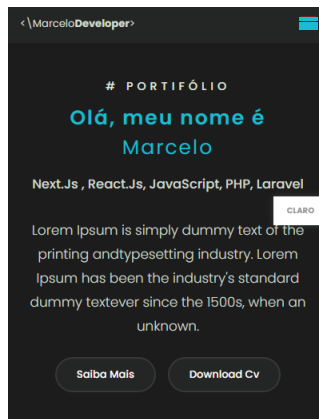 <\MarceloDeveloper>
# PORTIFÓLIO
Olá, meu nome é
Marcelo
Next.Js , React.Js, JavaScript, PHP, Laravel
CLARO
Lorem Ipsum is simply dummy text of the
printing andtypesetting industry. Lorem
Ipsum has been the industry's standard
dummy textever since the 1500s, when an
unknown.
Saiba Mais
Download Cv